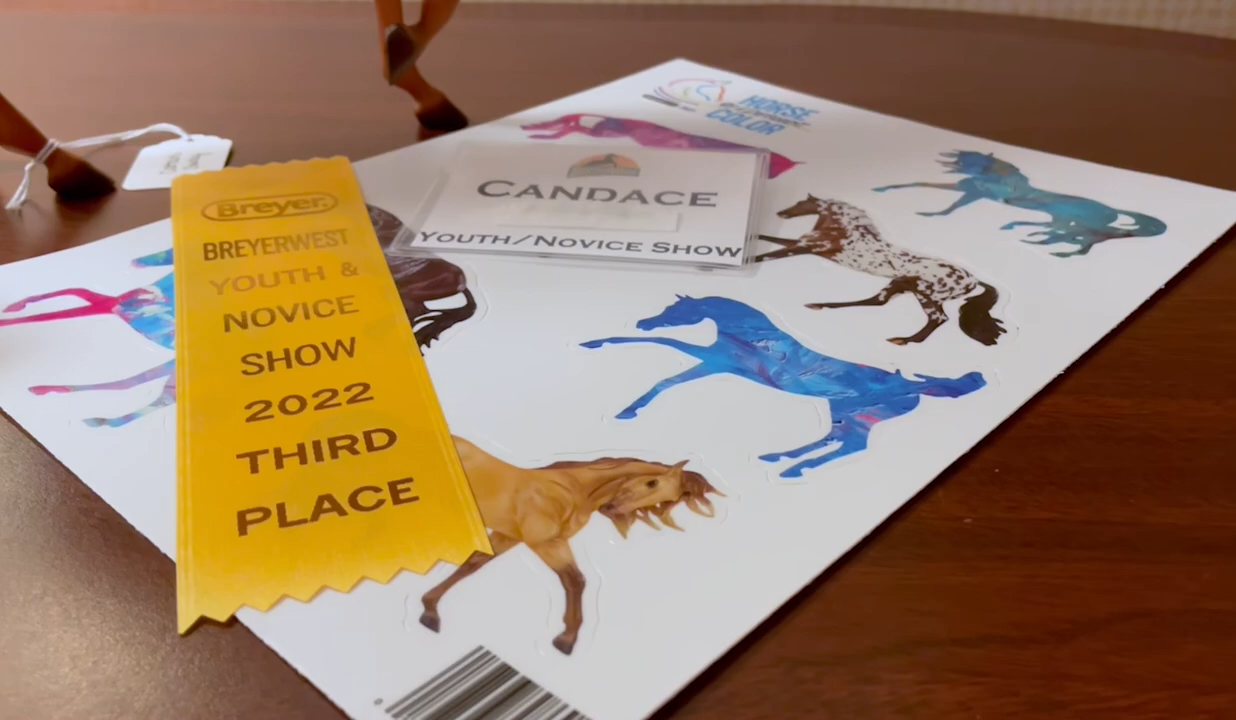 Breyer.
BREYERWEST
YOUTH &
NOVICE
SHOW
2022
THIRD
PLACE
CANDACE
YOUTH/NOVICE SHOW
HORSE
COLOR